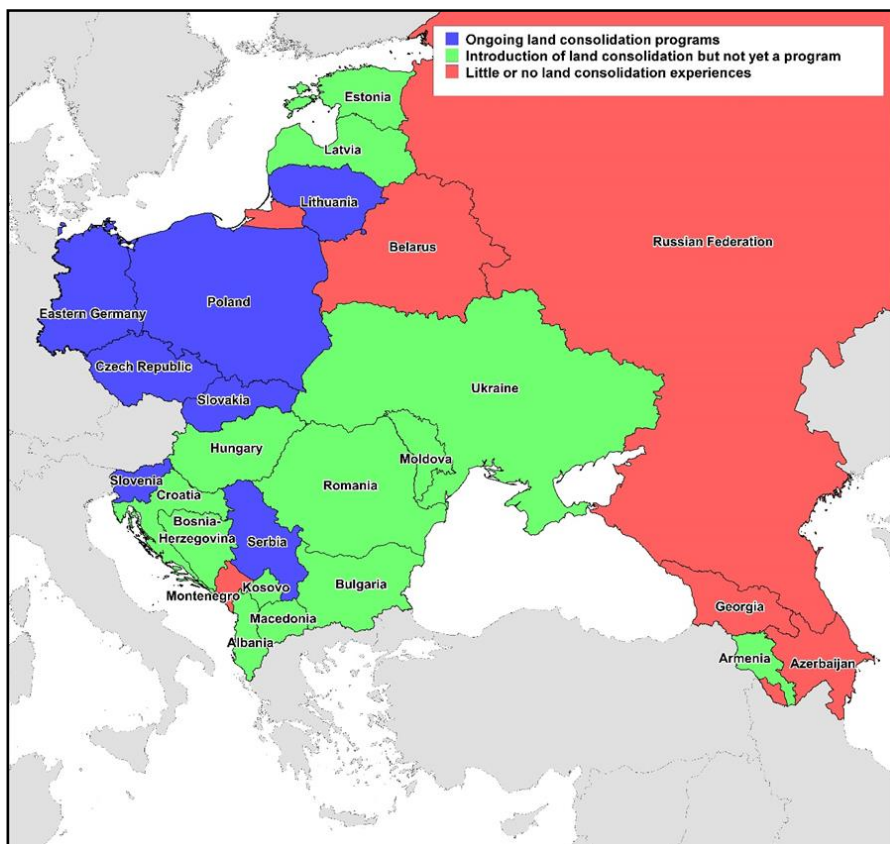 Ongoing land consolidation programs
Introduction of land consolidation but not yet a program
Little or no land consolidation experiences
Estonia
Latvia
Lithuania
Belarus
Russian Federation
Poland
Eastern Germany
Czech Republic
Slovakia
Ukraine
Hungary
Moldova
Slovenia
Romania
Croatia
Bosnia-
Herzegovina
Serbia
Kosovo
Bulgaria
Montenegro
Macedonia
Albania
Georgia
Armenia
Azerbaijan